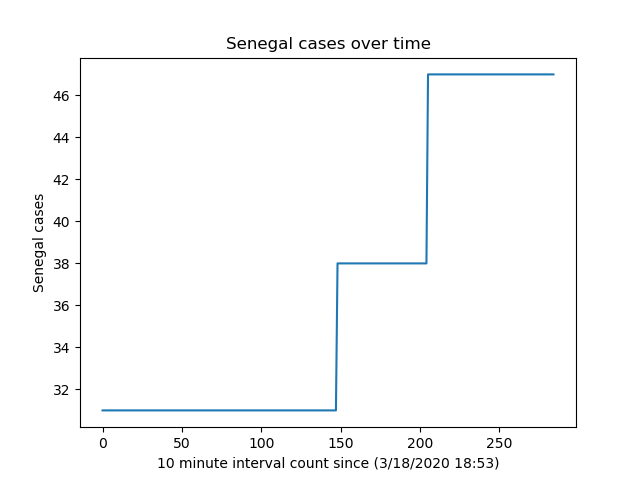 Senegal cases over time
46
44
42
40
38
36
34
32
Senegal cases
0 50 100 150 200 250
10 minute interval count since (3/18/2020 18:53)